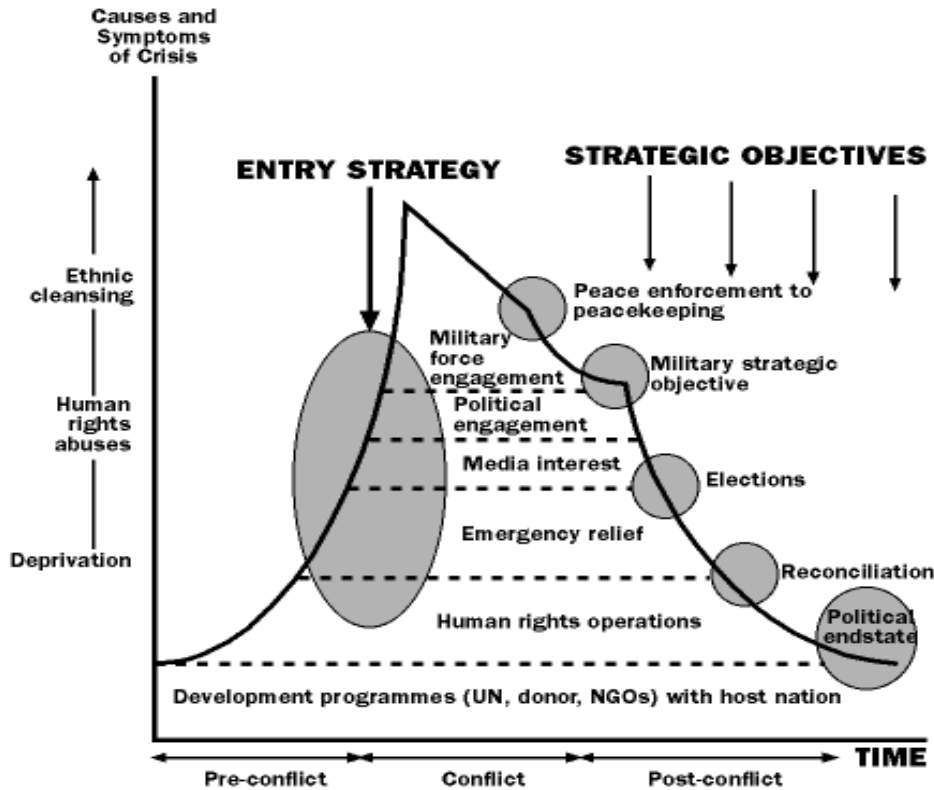 Causes and
Symptoms
of Crisis
ENTRY STRATEGY
STRATEGIC OBJECTIVES
Ethnic
cleansing
Human
rights
abuses
Deprivation
Peace enforcement to
peacekeeping
Military
force
engagement
Military strategic
objective
Political
engagement
Media interest
Elections
Emergency relief
Reconciliation
Human rights operations
Political
endstate
Development programmes (UN, donor, NGOs) with host nation
TIME
Pre-conflict
Conflict
Post-conflict